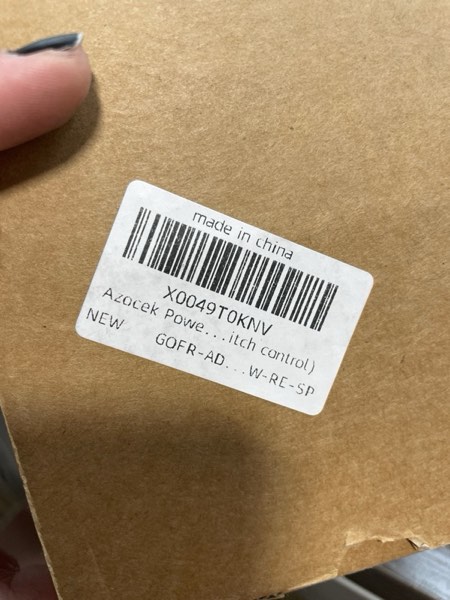 made in china
X0049T0KNV
Azocek Powe...itch control)
NEW GOFR-AD...W-RE-SP